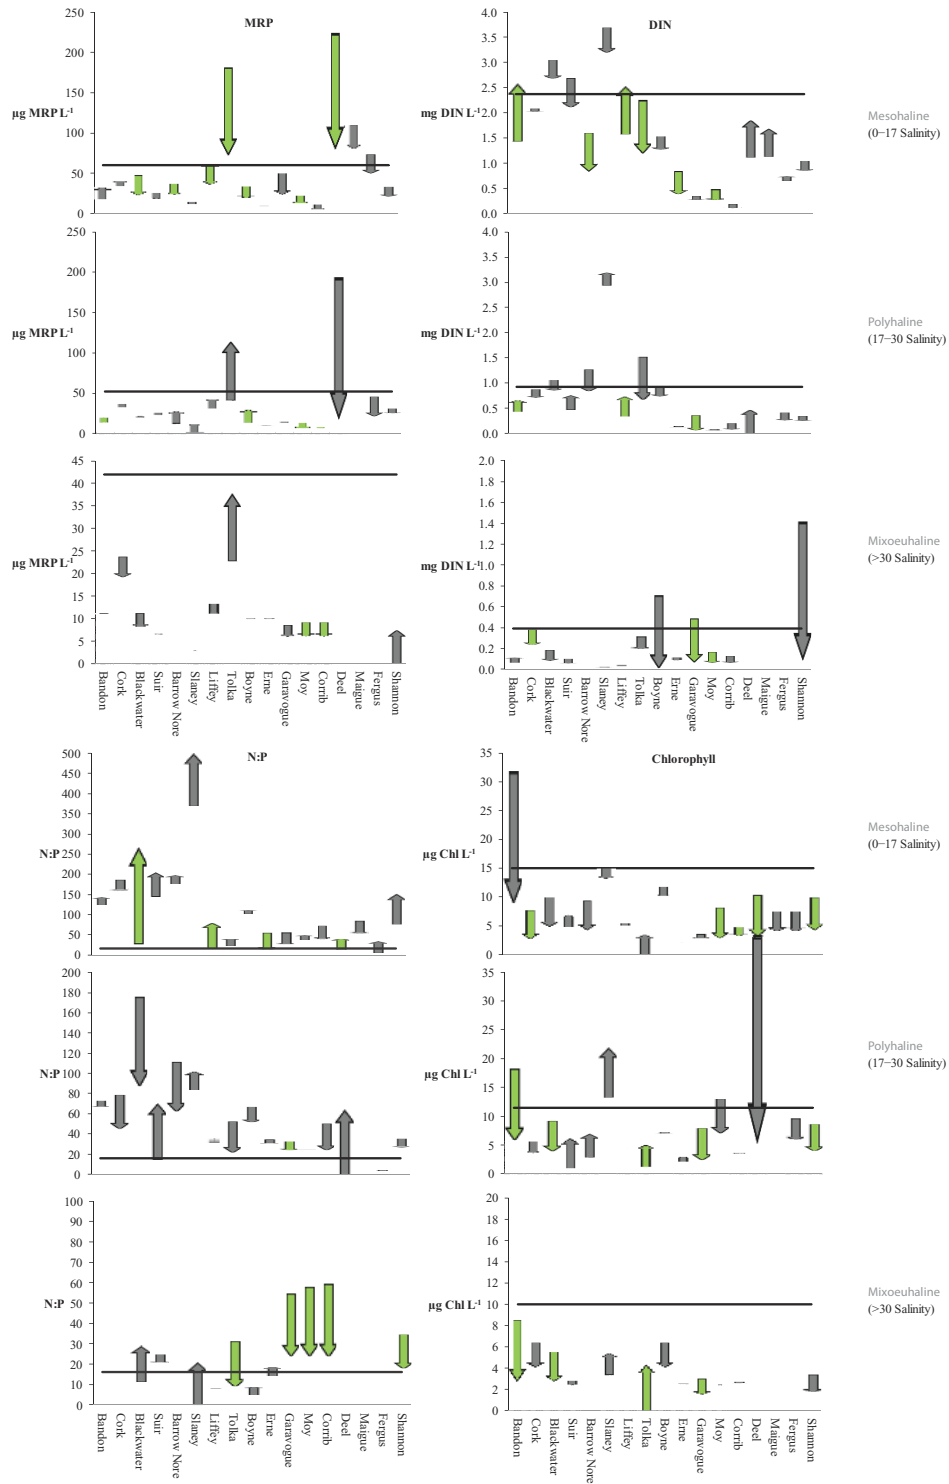 MRP
250
200
150
µg MRP L-1
100
50
0
DIN
4.0
3.5
3.0
2.5
mg DIN L-1
2.0
1.5
1.0
0.5
0.0
Mesohaline
(0–17 Salinity)
250
200
150
µg MRP L-1
100
50
0
4.0
3.5
3.0
2.5
mg DIN L-1
2.0
1.5
1.0
0.5
0.0
Polyhaline
(17–30 Salinity)
45
40
35
30
25
µg MRP L-1
20
15
10
5
0
Bandon
Cork
Blackwater
Suir
Barrow Nore
Slaney
Liffey
Tolka
Boyne
Erne
Garavogue
Moy
Corrib
Deel
Maigue
Fergus
Shannon
2.0
1.8
1.6
1.4
1.2
mg DIN L-1
1.0
0.8
0.6
0.4
0.2
0.0
Bandon
Cork
Blackwater
Suir
Barrow Nore
Slaney
Liffey
Tolka
Boyne
Erne
Garavogue
Moy
Corrib
Deel
Maigue
Fergus
Shannon
Mixoeuhaline
(>30 Salinity)
N:P
500
450
400
350
300
N:P
250
200
150
100
50
0
Chlorophyll
35
30
25
20
µg Chl L-1
15
10
5
0
Mesohaline
(0–17 Salinity)
200
180
160
140
120
N:P
100
80
60
40
20
0
35
30
25
20
µg Chl L-1
15
10
5
0
Polyhaline
(17–30 Salinity)
100
90
80
70
60
N:P
50
40
30
20
10
0
Bandon
Cork
Blackwater
Suir
Barrow Nore
Slaney
Liffey
Tolka
Boyne
Erne
Garavogue
Moy
Corrib
Deel
Maigue
Fergus
Shannon
20
18
16
14
12
µg Chl L-1
10
8
6
4
2
0
Bandon
Cork
Blackwater
Suir
Barrow Nore
Slaney
Liffey
Tolka
Boyne
Erne
Garavogue
Moy
Corrib
Deel
Maigue
Fergus
Shannon
Mixoeuhaline
(>30 Salinity)